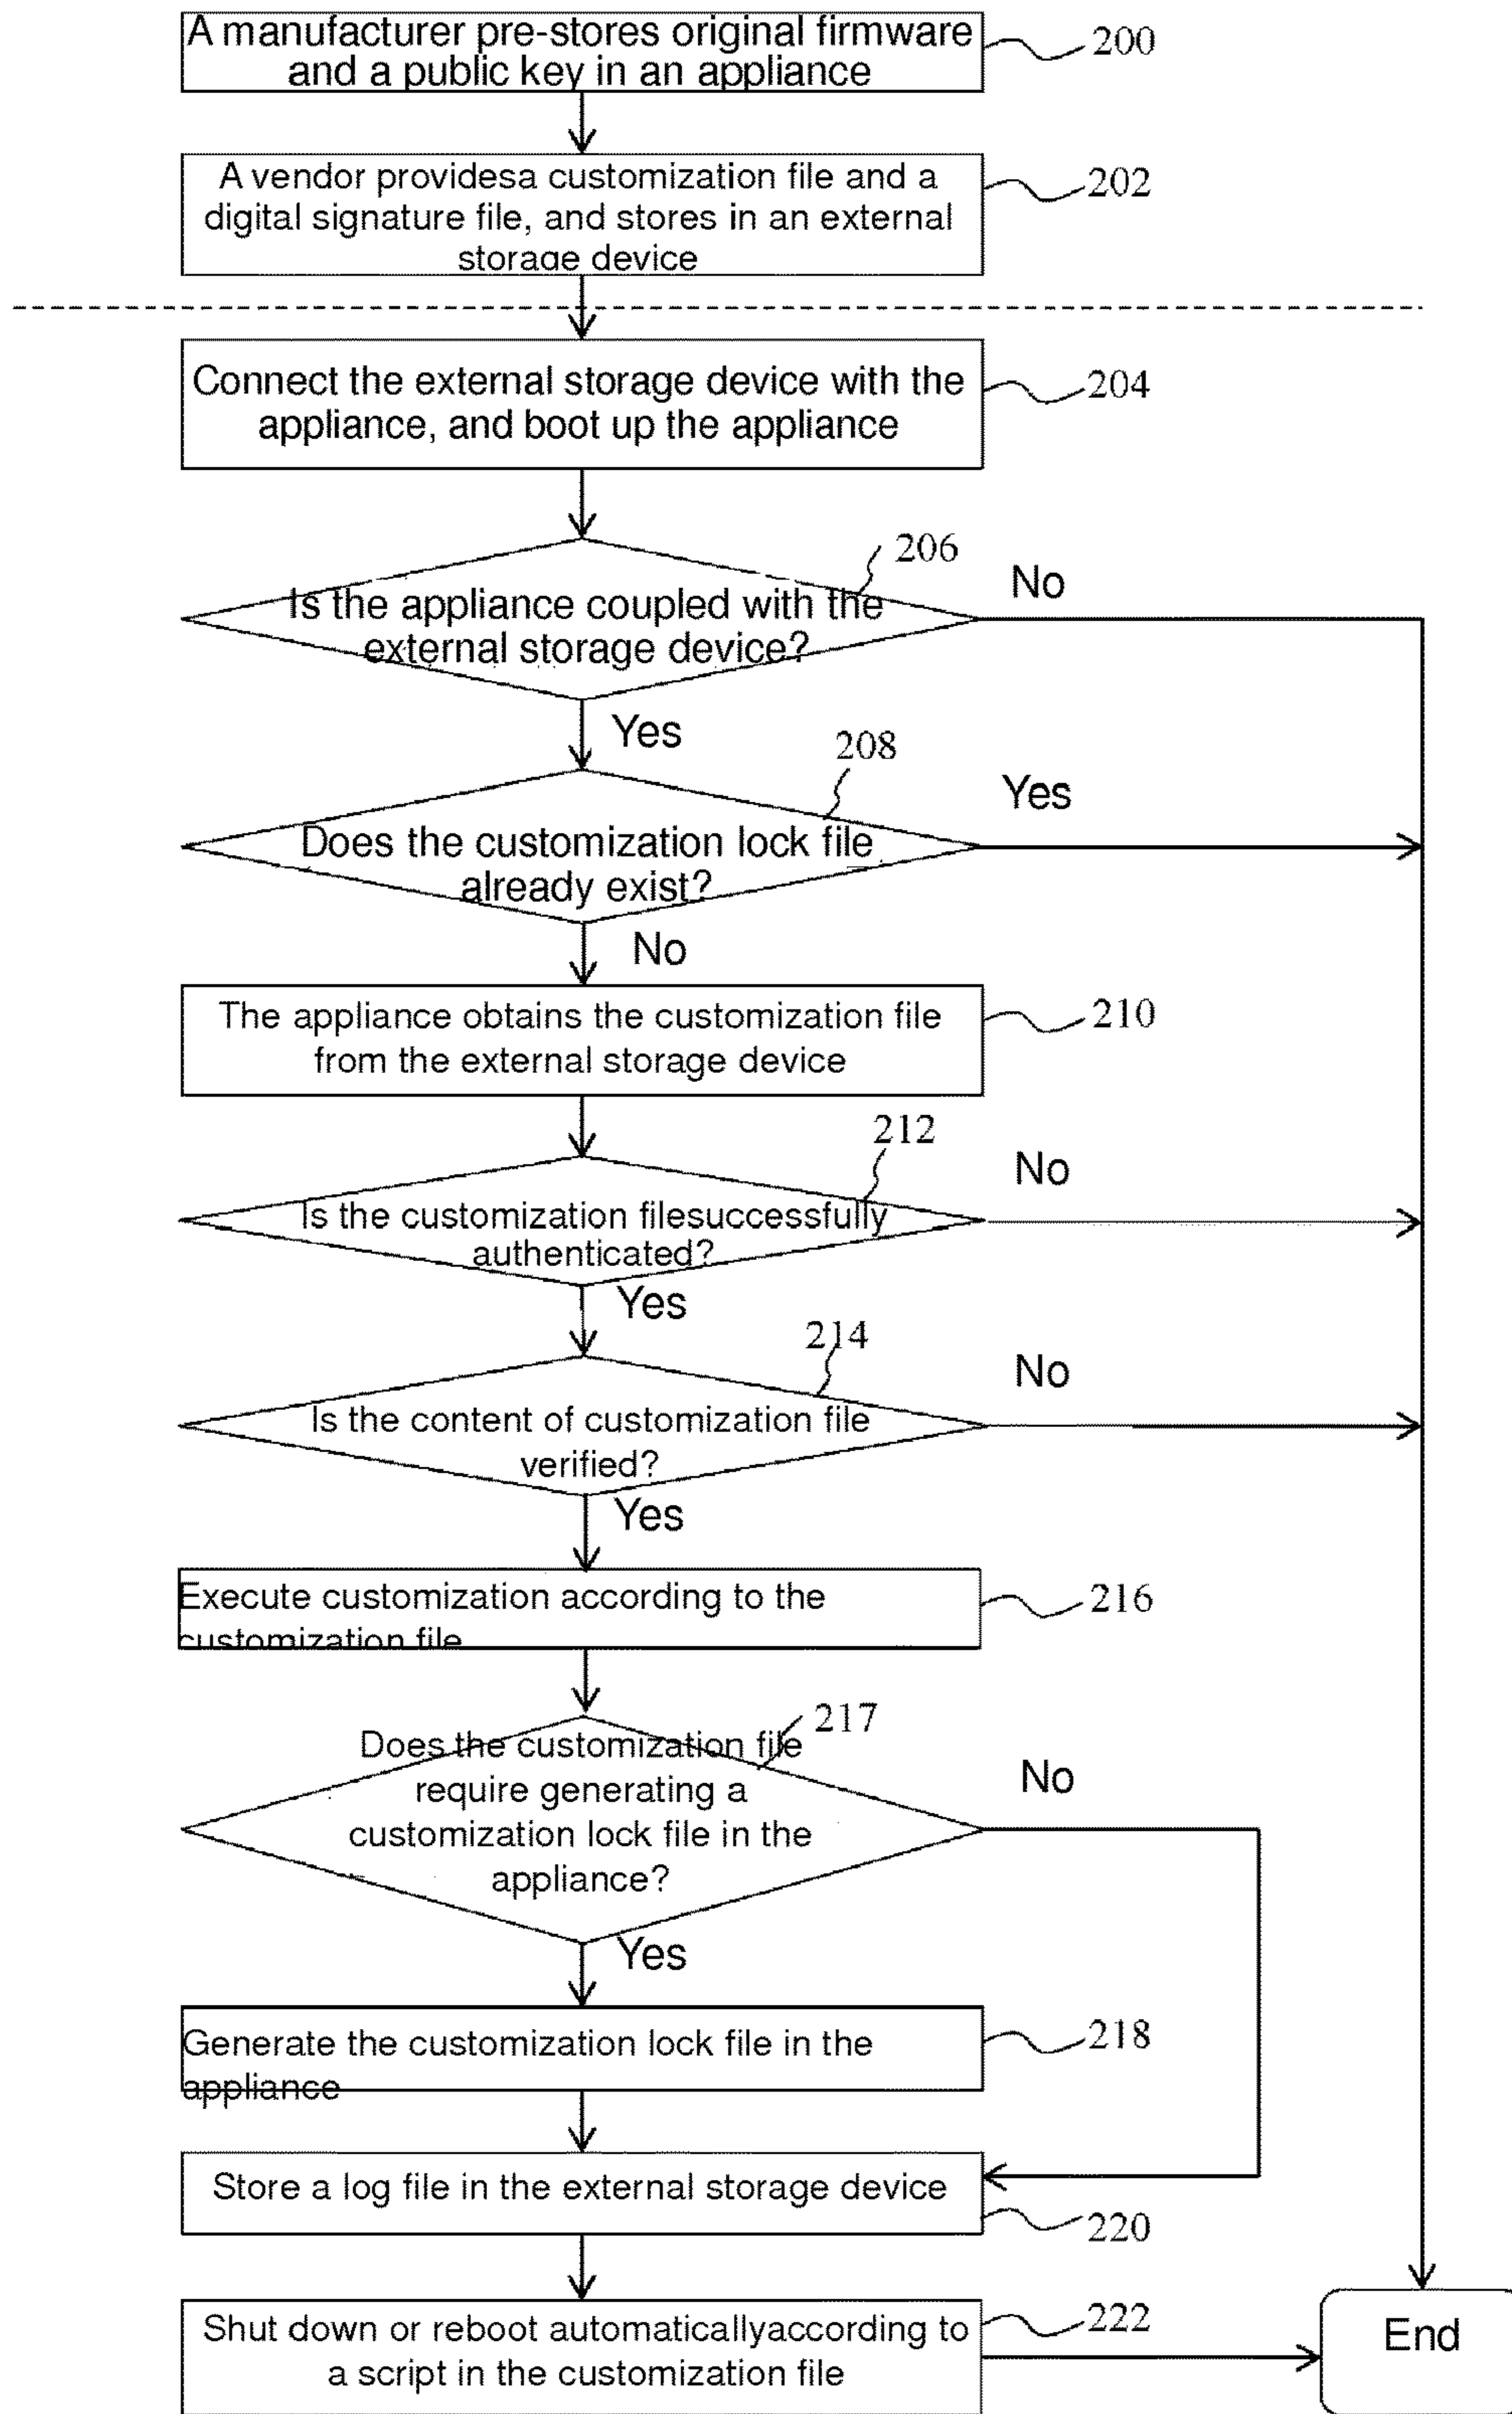 A manufacturer pre-stores original firmware
and a public key in an appliance
200
A vendor providesa customization file and a
digital signature file, and stores in an external
storage device
202
Connect the external storage device with the
appliance, and boot up the appliance
204
206
No
Is the appliance coupled with the
external storage device?
Yes
208
Yes
Does the customization lock file
already exist?
No
The appliance obtains the customization file
from the external storage device
210
212
No
Is the customization filesuccessfully
authenticated?
Yes
214
No
Is the content of customization file
verified?
Yes
Execute customization according to the
customization file
216
217
Does the customization file
require generating a
customization lock file in the
appliance?
No
Yes
Generate the customization lock file in the
appliance
218
Store a log file in the external storage device
220
Shut down or reboot automaticallyaccording to
a script in the customization file
222
End